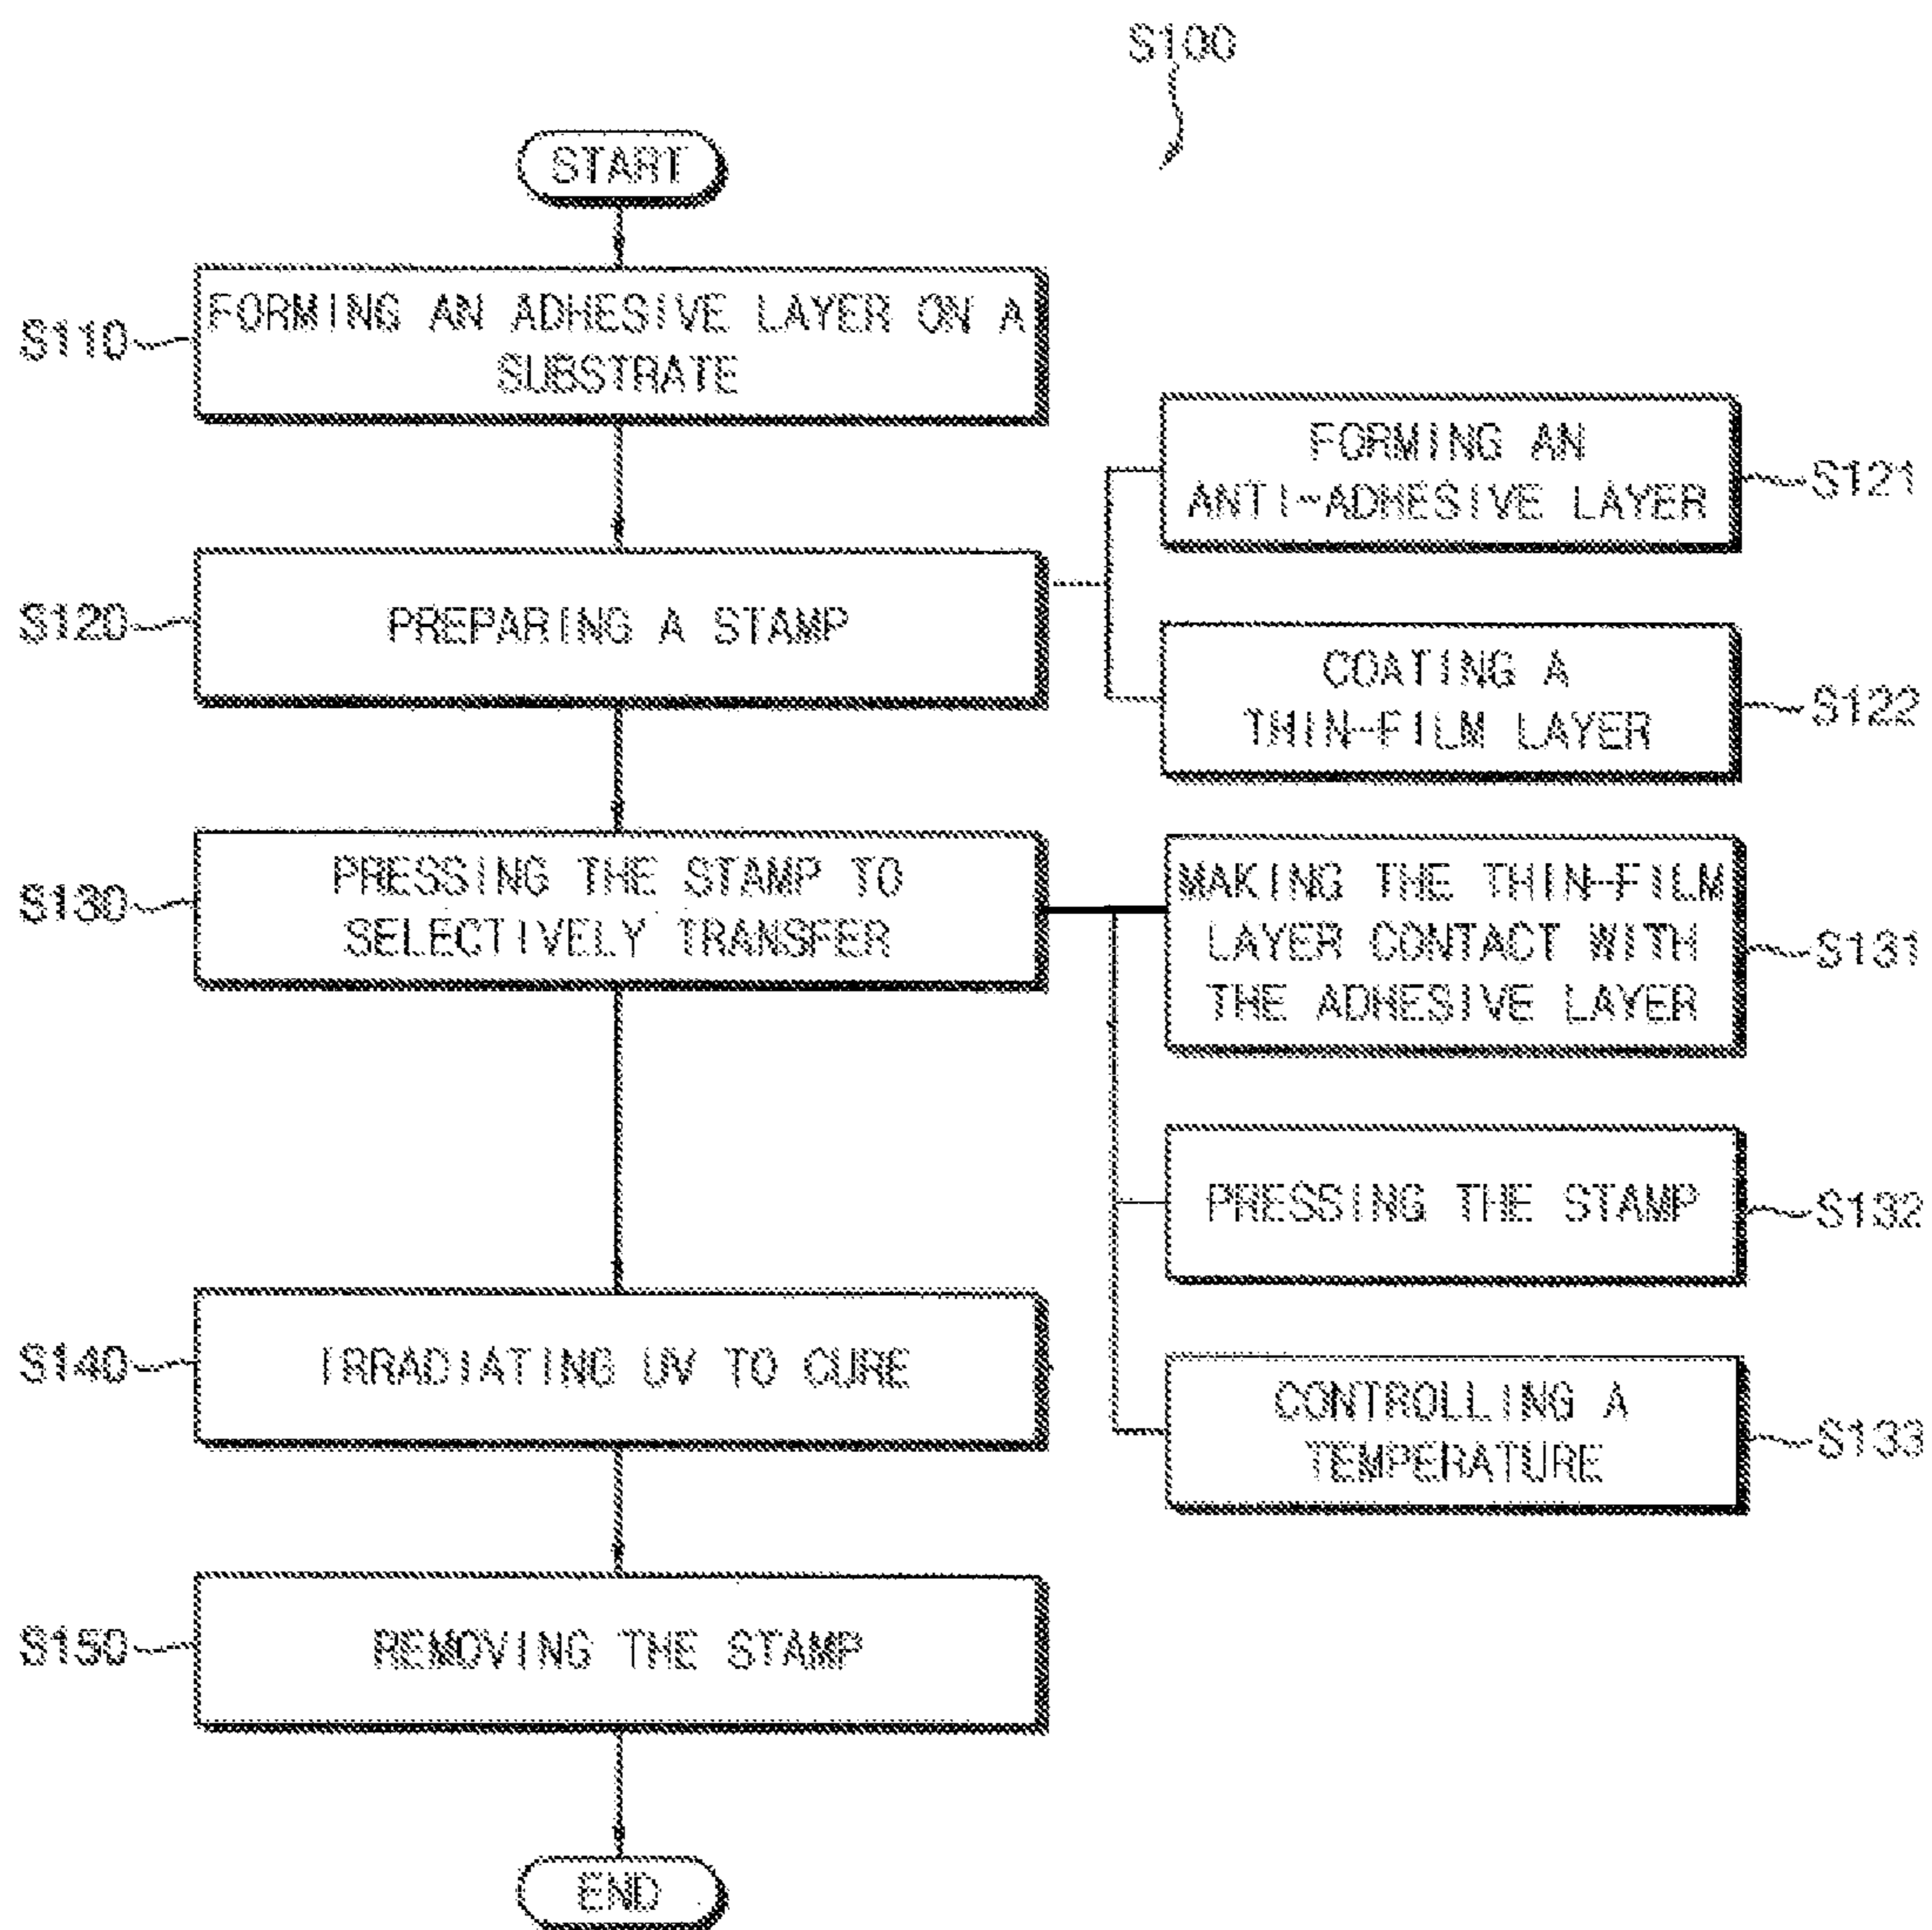 S100
START
S110
FORMING AN ADHESIVE LAYER ON A
SUBSTRATE
S120
PREPARING A STAMP
FORMING AN
ANTI-ADHESIVE LAYER
S121
COATING A
THIN-FILM LAYER
S122
S130
PRESSING THE STAMP TO
SELECTIVELY TRANSFER
MAKING THE THIN-FILM
LAYER CONTACT WITH
THE ADHESIVE LAYER
S131
PRESSING THE STAMP
S132
CONTROLLING A
TEMPERATURE
S133
S140
IRRADIATING UV TO CURE
S150
REMOVING THE STAMP
END